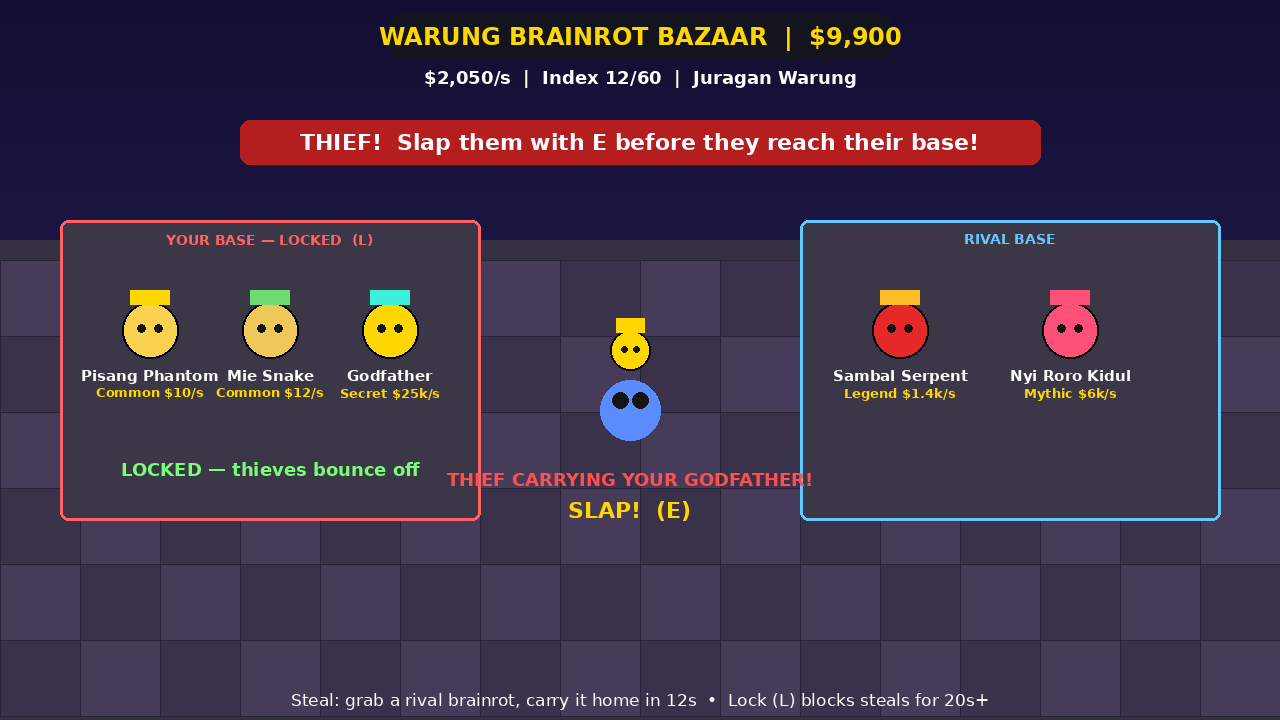 WARUNG BRAINROT BAZAAR | $9,900
$2,050/s | Index 12/60 | Juragan Warung
THIEF! Slap them with E before they reach their base!
YOUR BASE — LOCKED (L)
Pisang Phantom
Common $10/s
Mie Snake
Common $12/s
Godfather
Secret $25k/s
LOCKED — thieves bounce off
THIEF CARRYING YOUR GODFATHER!
SLAP! (E)
RIVAL BASE
Sambal Serpent
Legend $1.4k/s
Nyi Roro Kidul
Mythic $6k/s
Steal: grab a rival brainrot, carry it home in 12s • Lock (L) blocks steals for 20s+